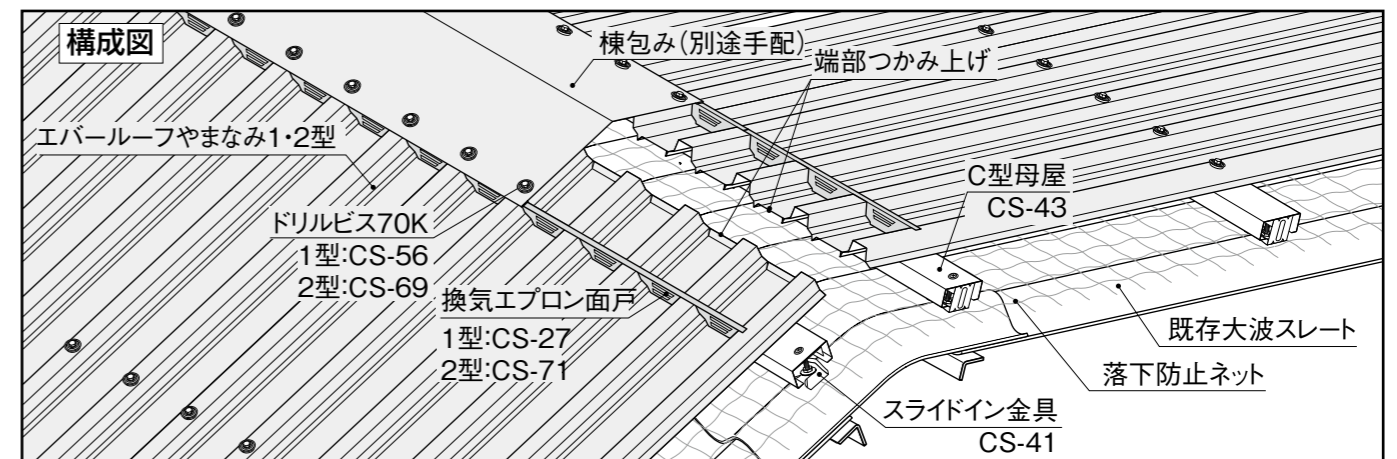 構成図
棟包み（別途手配）
端部つかみ上げ
エバールーフやまなみ1・2型
C型母屋
CS-43
ドリルビス70K
1型:CS-56
2型:CS-69
換気エプロン面戸
1型:CS-27
2型:CS-71
既存大波スレート
落下防止ネット
スライドイン金具
CS-41